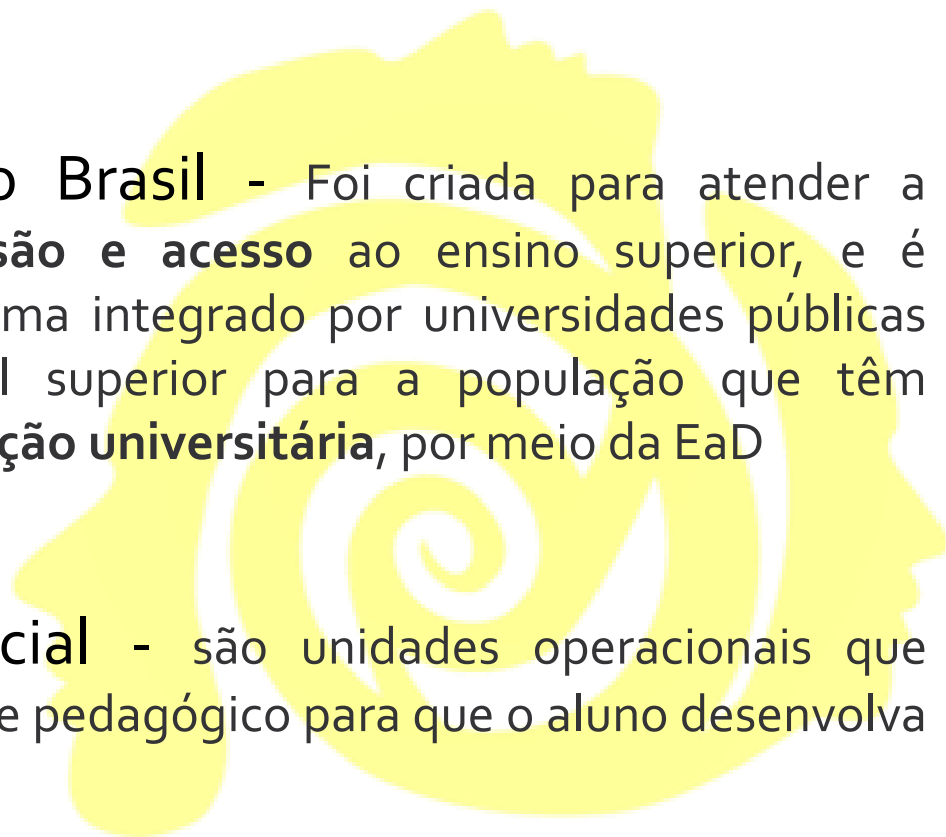 o Brasil - Foi criada para atender a
são e acesso ao ensino superior, e é
ma integrado por universidades públicas
l superior para a população que têm
ção universitária, por meio da EaD
cial - são unidades operacionais que
e pedagógico para que o aluno desenvolva